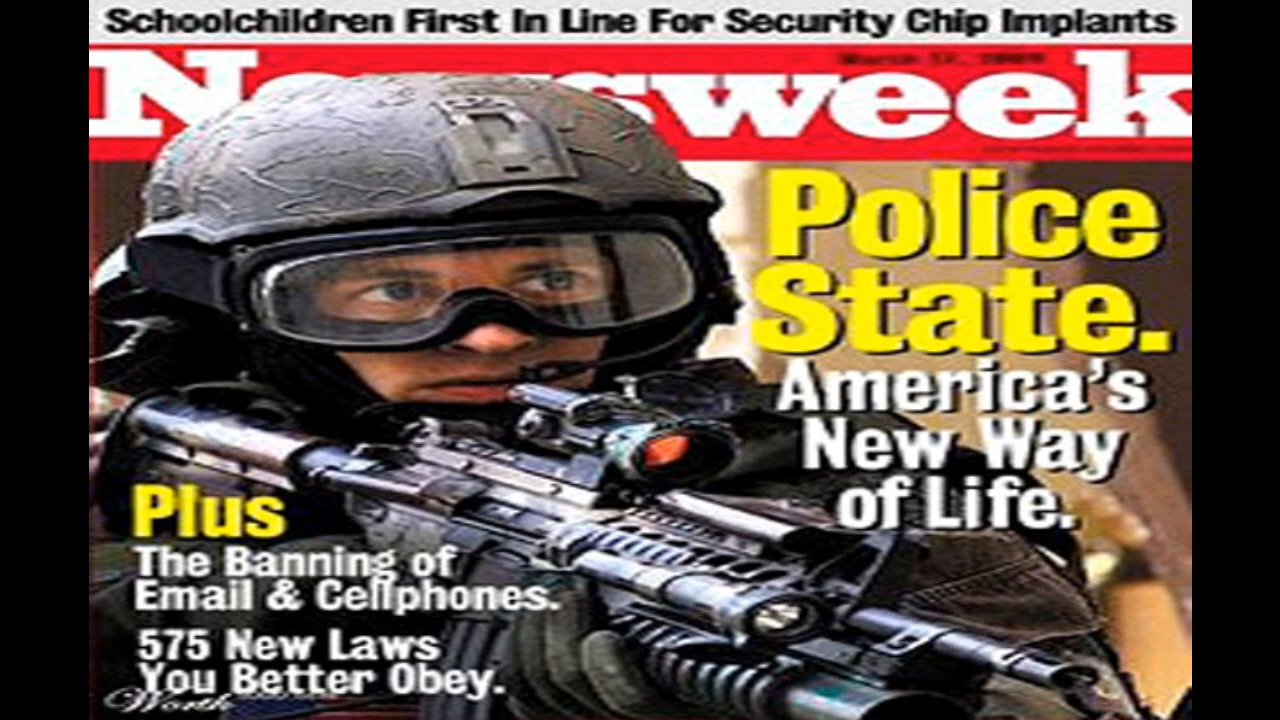 Schoolchildren First In Line For Security Chip Implants
Newsweek
Police
State.
America's
New Way
of Life.
Plus
The Banning of
Email & Cellphones.
575 New Laws
You Better Obey.
Worth